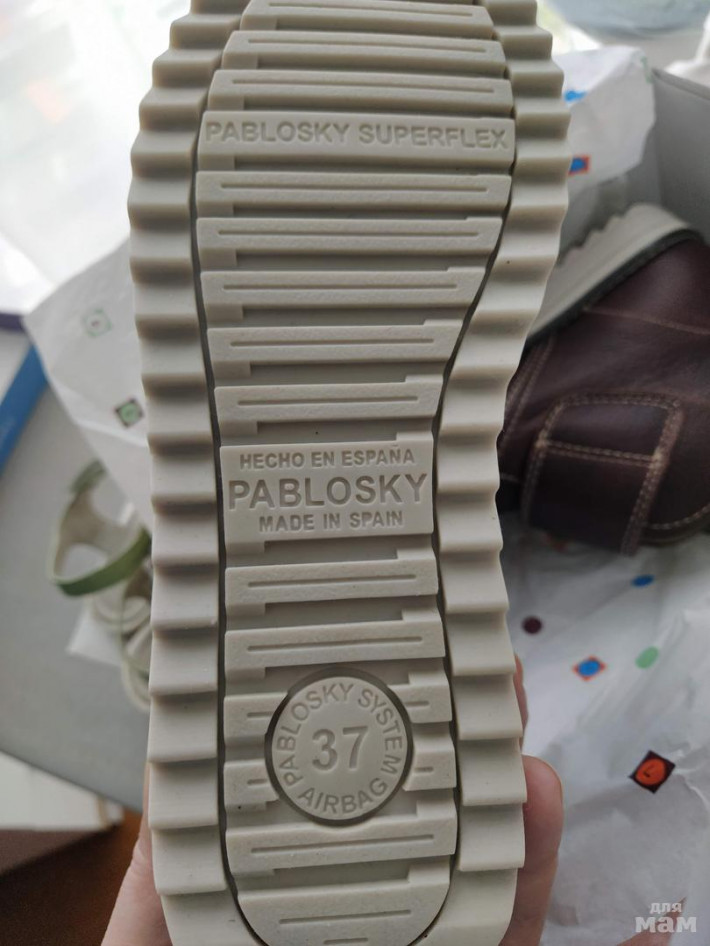 PABLOSKY SUPERFLEX
HECHO EN ESPAÑA
PABLOSKY
MADE IN SPAIN
PABLOSKY SYSTEM
37
AIRBAG
для
мам